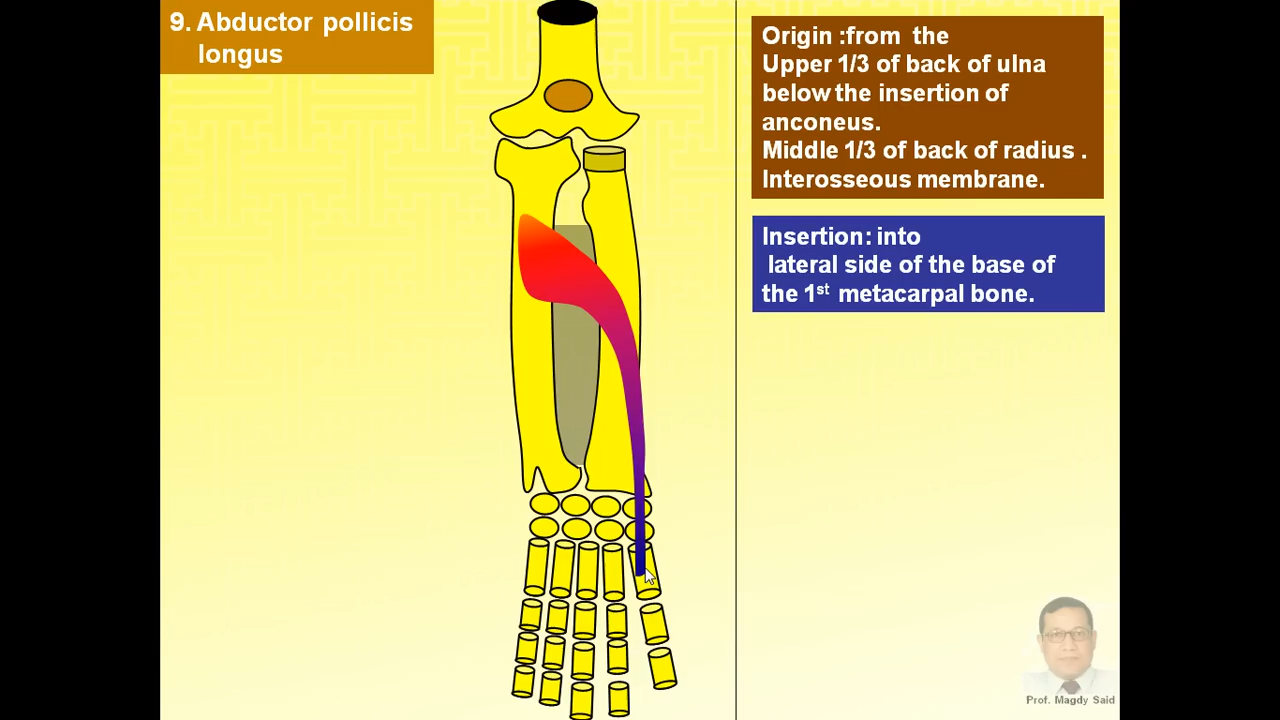 9. Abductor pollicis
longus
Origin :from the
Upper 1/3 of back of ulna
below the insertion of
anconeus.
Middle 1/3 of back of radius .
Interosseous membrane.
Insertion: into
lateral side of the base of
the 1st metacarpal bone.
Prof. Magdy Said